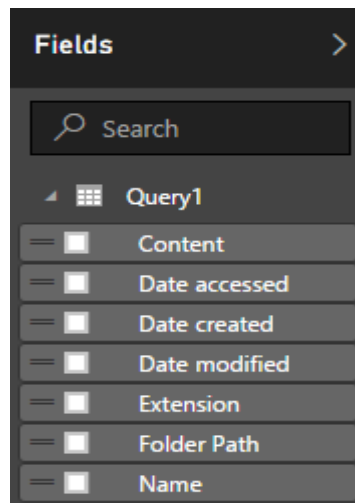 Fields
Search
Query1
Content
Date accessed
Date created
Date modified
Extension
Folder Path
Name